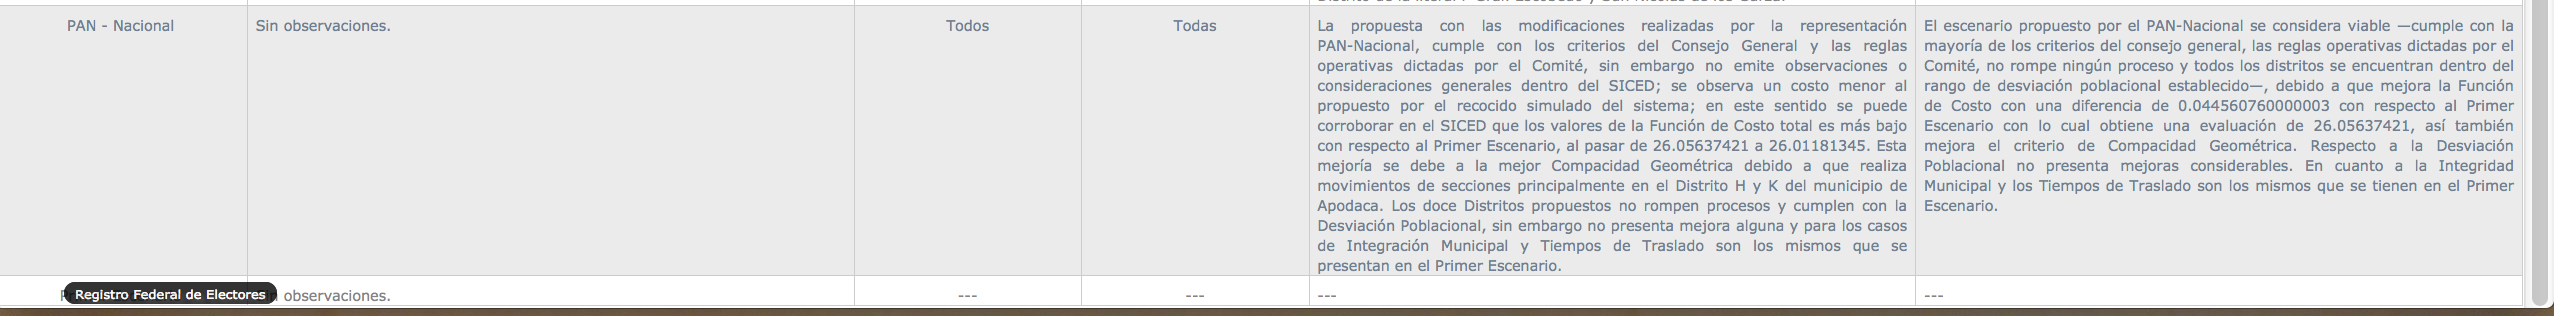 PAN - Nacional
Sin observaciones.
Todos
Todas
La propuesta con las modificaciones realizadas por la representación
PAN-Nacional, cumple con los criterios del Consejo General y las reglas
operativas dictadas por el Comité, sin embargo no emite observaciones o
consideraciones generales dentro del SICED; se observa un costo menor al
propuesto por el recocido simulado del sistema; en este sentido se puede
corroborar en el SICED que los valores de la Función de Costo total es más bajo
con respecto al Primer Escenario, al pasar de 26.05637421 a 26.01181345. Esta
mejoría se debe a la mejor Compacidad Geométrica debido a que realiza
movimientos de secciones principalmente en el Distrito H y K del municipio de
Apodaca. Los doce Distritos propuestos no rompen procesos y cumplen con la
Desviación Poblacional, sin embargo no presenta mejora alguna y para los casos
de Integración Municipal y Tiempos de Traslado son los mismos que se
presentan en el Primer Escenario.
El escenario propuesto por el PAN-Nacional se considera viable —cumple con la
mayoría de los criterios del consejo general, las reglas operativas dictadas por el
Comité, no rompe ningún proceso y todos los distritos se encuentran dentro del
rango de desviación poblacional establecido—, debido a que mejora la Función
de Costo con una diferencia de 0.044560760000003 con respecto al Primer
Escenario con lo cual obtiene una evaluación de 26.05637421, así también
mejora el criterio de Compacidad Geométrica. Respecto a la Desviación
Poblacional no presenta mejoras considerables. En cuanto a la Integridad
Municipal y los Tiempos de Traslado son los mismos que se tienen en el Primer
Escenario.
Registro Federal de Electores
observaciones.
---
---
---
---